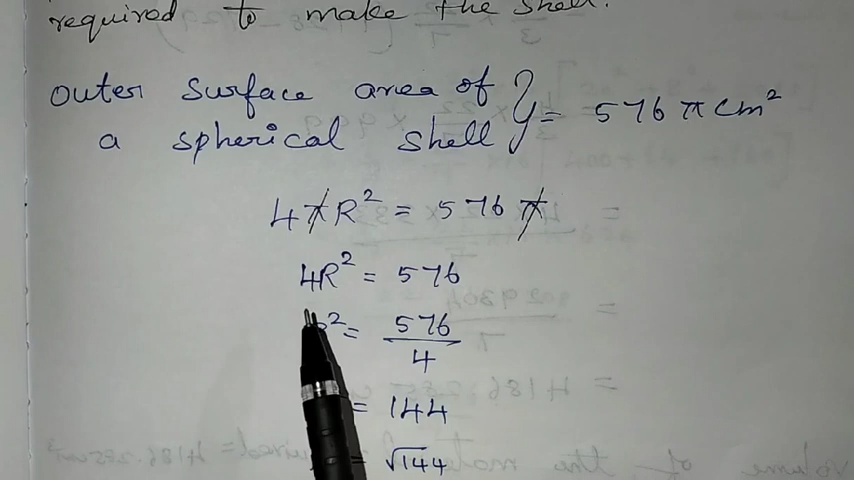 required to make the shell.
outer surface area of
a spherical shell } = 576 π cm²
4πR² = 576π
4R² = 576
R² = 576/4
= 144
√144